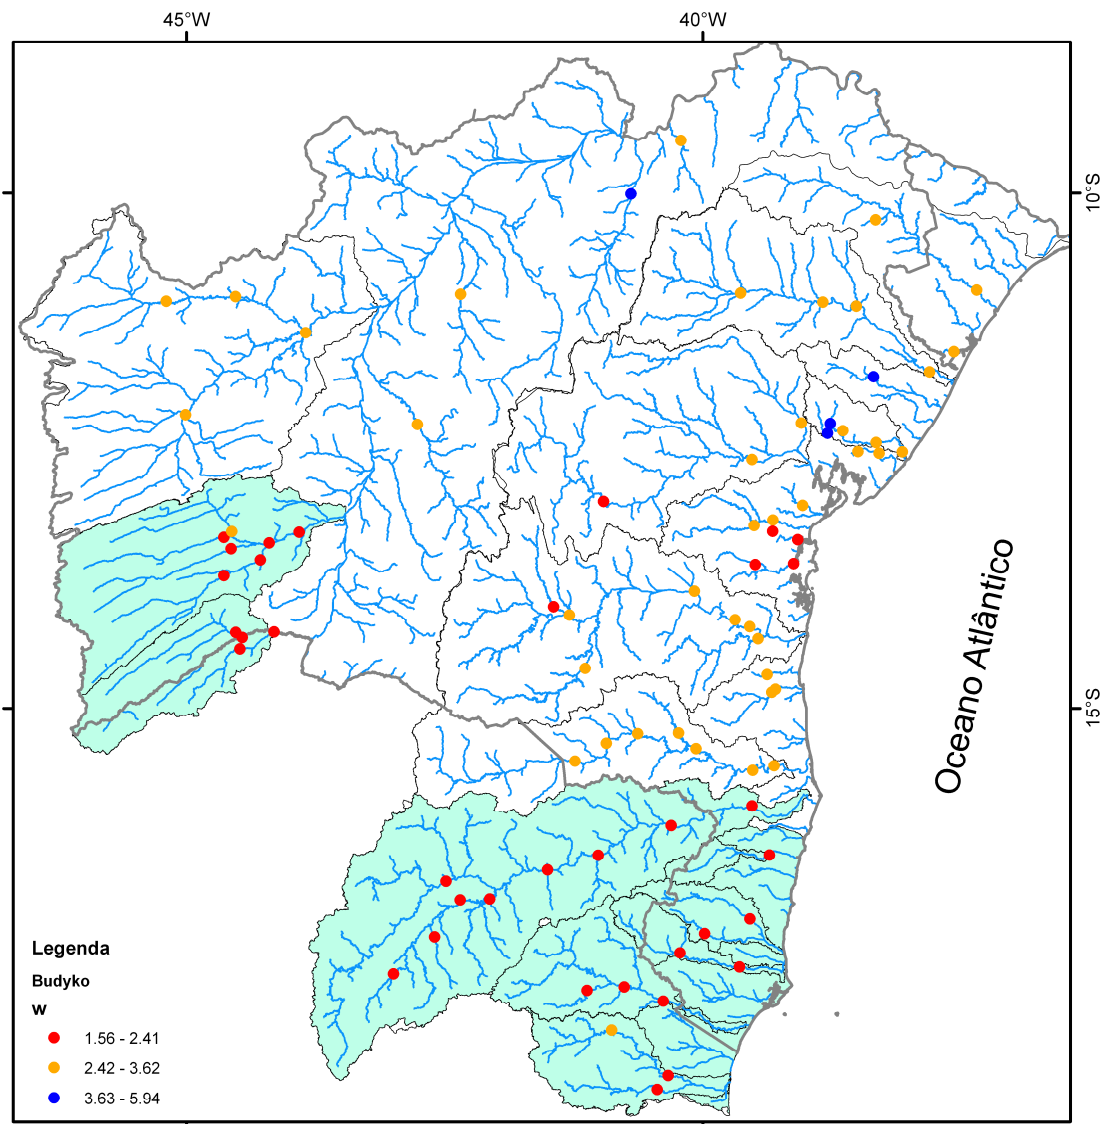 45°W
40°W
10°S
15°S
Oceano Atlântico
Legenda
Budyko
w
1.56 - 2.41
2.42 - 3.62
3.63 - 5.94